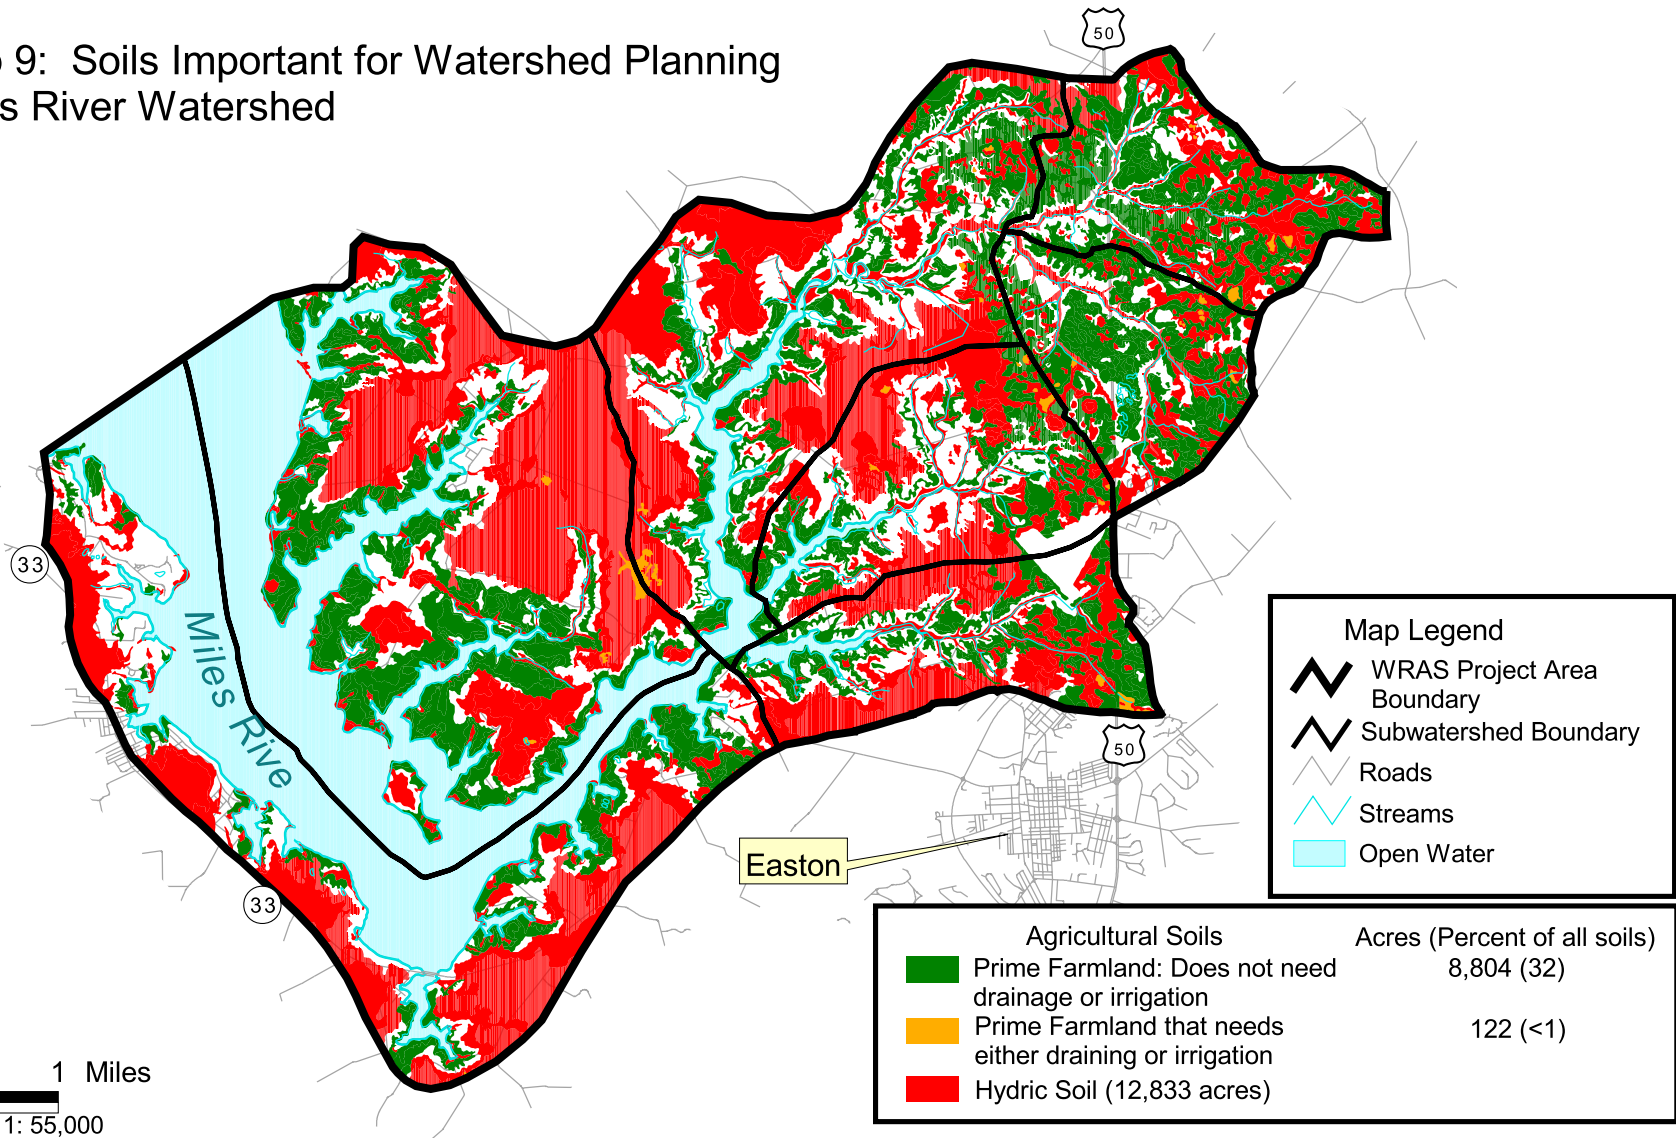 50
9: Soils Important for Watershed Planning
s River Watershed
33
Miles Rive
33
Easton
50
Map Legend
WRAS Project Area
Boundary
Subwatershed Boundary
Roads
Streams
Open Water
Agricultural Soils Acres (Percent of all soils)
Prime Farmland: Does not need 8,804 (32)
drainage or irrigation
Prime Farmland that needs 122 (<1)
either draining or irrigation
Hydric Soil (12,833 acres)
1 Miles
1: 55,000